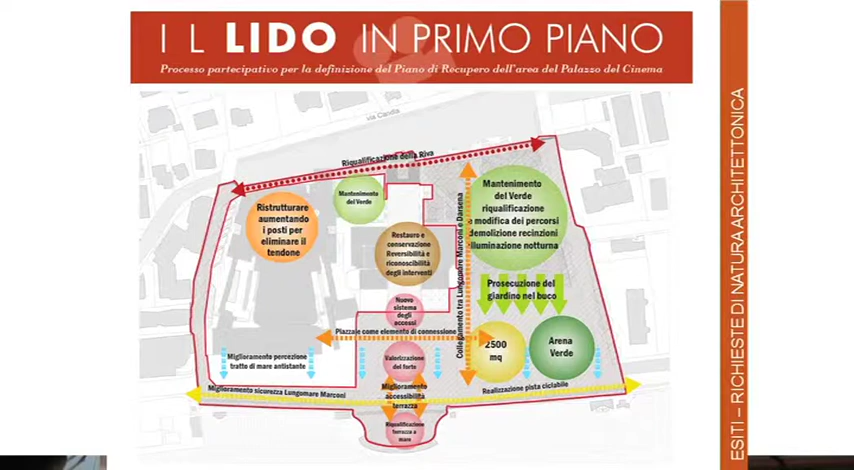 IL LIDO IN PRIMO PIANO
Processo partecipativo per la definizione del Piano di Recupero dell'area del Palazzo del Cinema
via Candia
Riqualificazione della Riva
Mantenimento
del Verde
Ristrutturare
aumentando
i posti per
eliminare il
tendone
Restauro e
conservazione
Reversibilità e
riconoscibilità
degli interventi
Mantenimento
del Verde
riqualificazione
o modifica dei percorsi
demolizione recinzioni
illuminazione notturna
Collegamento tra Lungomare Marconi e Darsena
Prosecuzione del
giardino nel buco
Nuovo
sistema
degli
accessi
Piazza e come elemento di connessione
2500
mq
Arena
Verde
Miglioramento percezione
tratto di mare antistante
Valorizzazione
del forte
Miglioramento sicurezza Lungomare Marconi
Miglioramento
accessibilità
terrazza
Realizzazione pista ciclabile
Riqualificazione
terrazza a
mare
ESITI – RICHIESTE DI NATURA ARCHITETTONICA